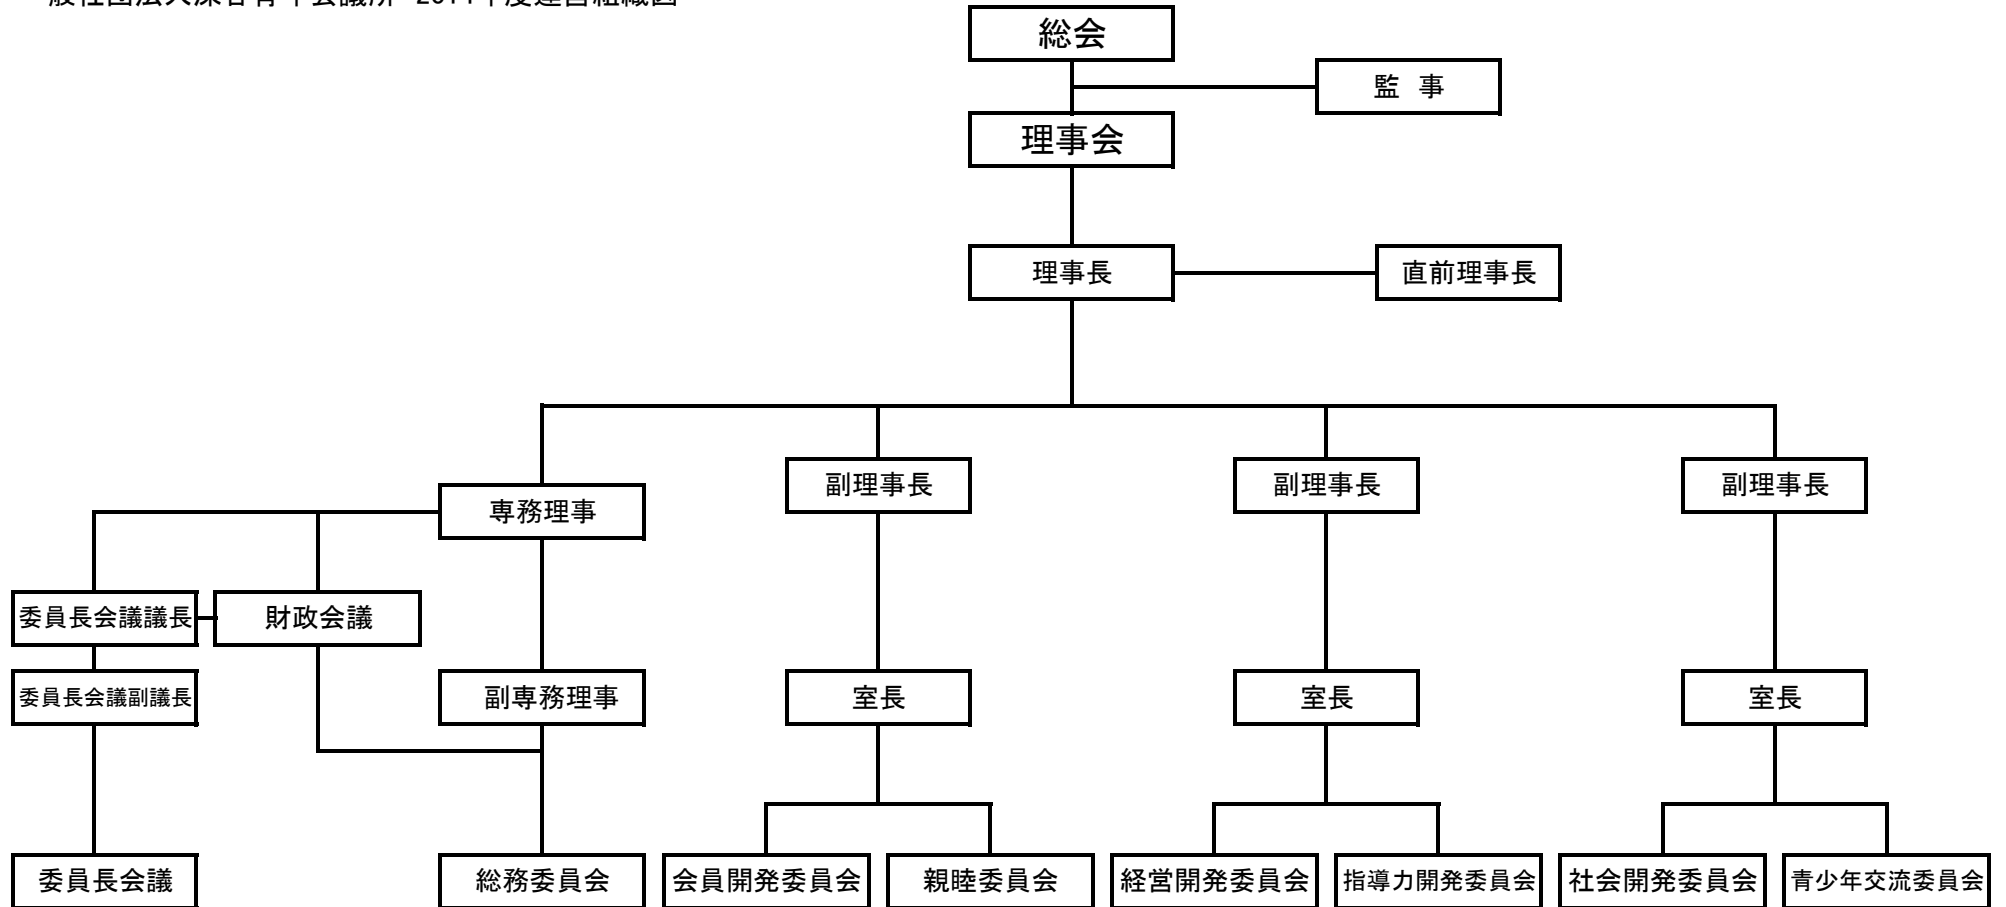 総会
監 事
理事会
理事長
直前理事長
副理事長
副理事長
副理事長
専務理事
委員長会議議長
財政会議
委員長会議副議長
副専務理事
室長
室長
室長
委員長会議
総務委員会
会員開発委員会
親睦委員会
経営開発委員会
指導力開発委員会
社会開発委員会
青少年交流委員会